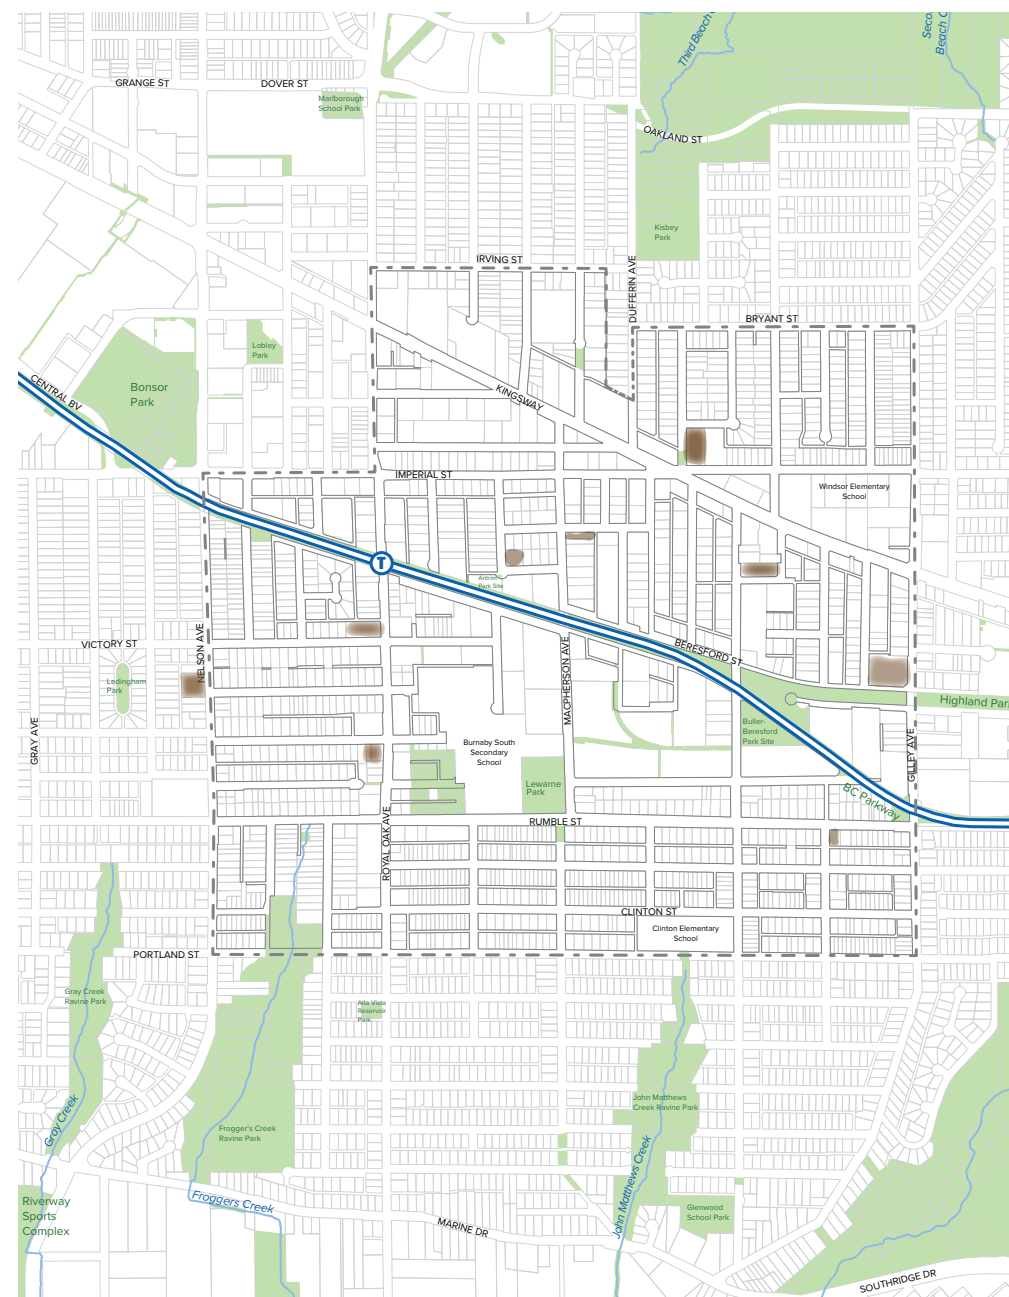 Third Beach C
Seco
Beach C
GRANGE ST
DOVER ST
Marlborough
School Park
OAKLAND ST
Kisbey
Park
IRVING ST
DUFFERIN AVE
BRYANT ST
Lobley
Park
CENTRAL BV
Bonsor
Park
KINGSWAY
IMPERIAL ST
Windsor Elementary
School
T
Antrim
Park Site
VICTORY ST
NELSON AVE
MACPHERSON AVE
BERESFORD ST
Ledingham
Park
Highland Par
GRAY AVE
Buller-
Beresford
Park Site
Burnaby South
Secondary
School
GILLEY AVE
Lewarne
Park
BC Parkway
ROYAL OAK AVE
RUMBLE ST
CLINTON ST
Clinton Elementary
School
PORTLAND ST
Gray Creek
Ravine Park
Alta Vista
Reservoir
Park
John Matthews
Creek Ravine Park
Gray Creek
Frogger's Creek
Ravine Park
John Matthews Creek
Riverway
Sports
Complex
Froggers Creek
Glenwood
School Park
MARINE DR
SOUTHRIDGE DR